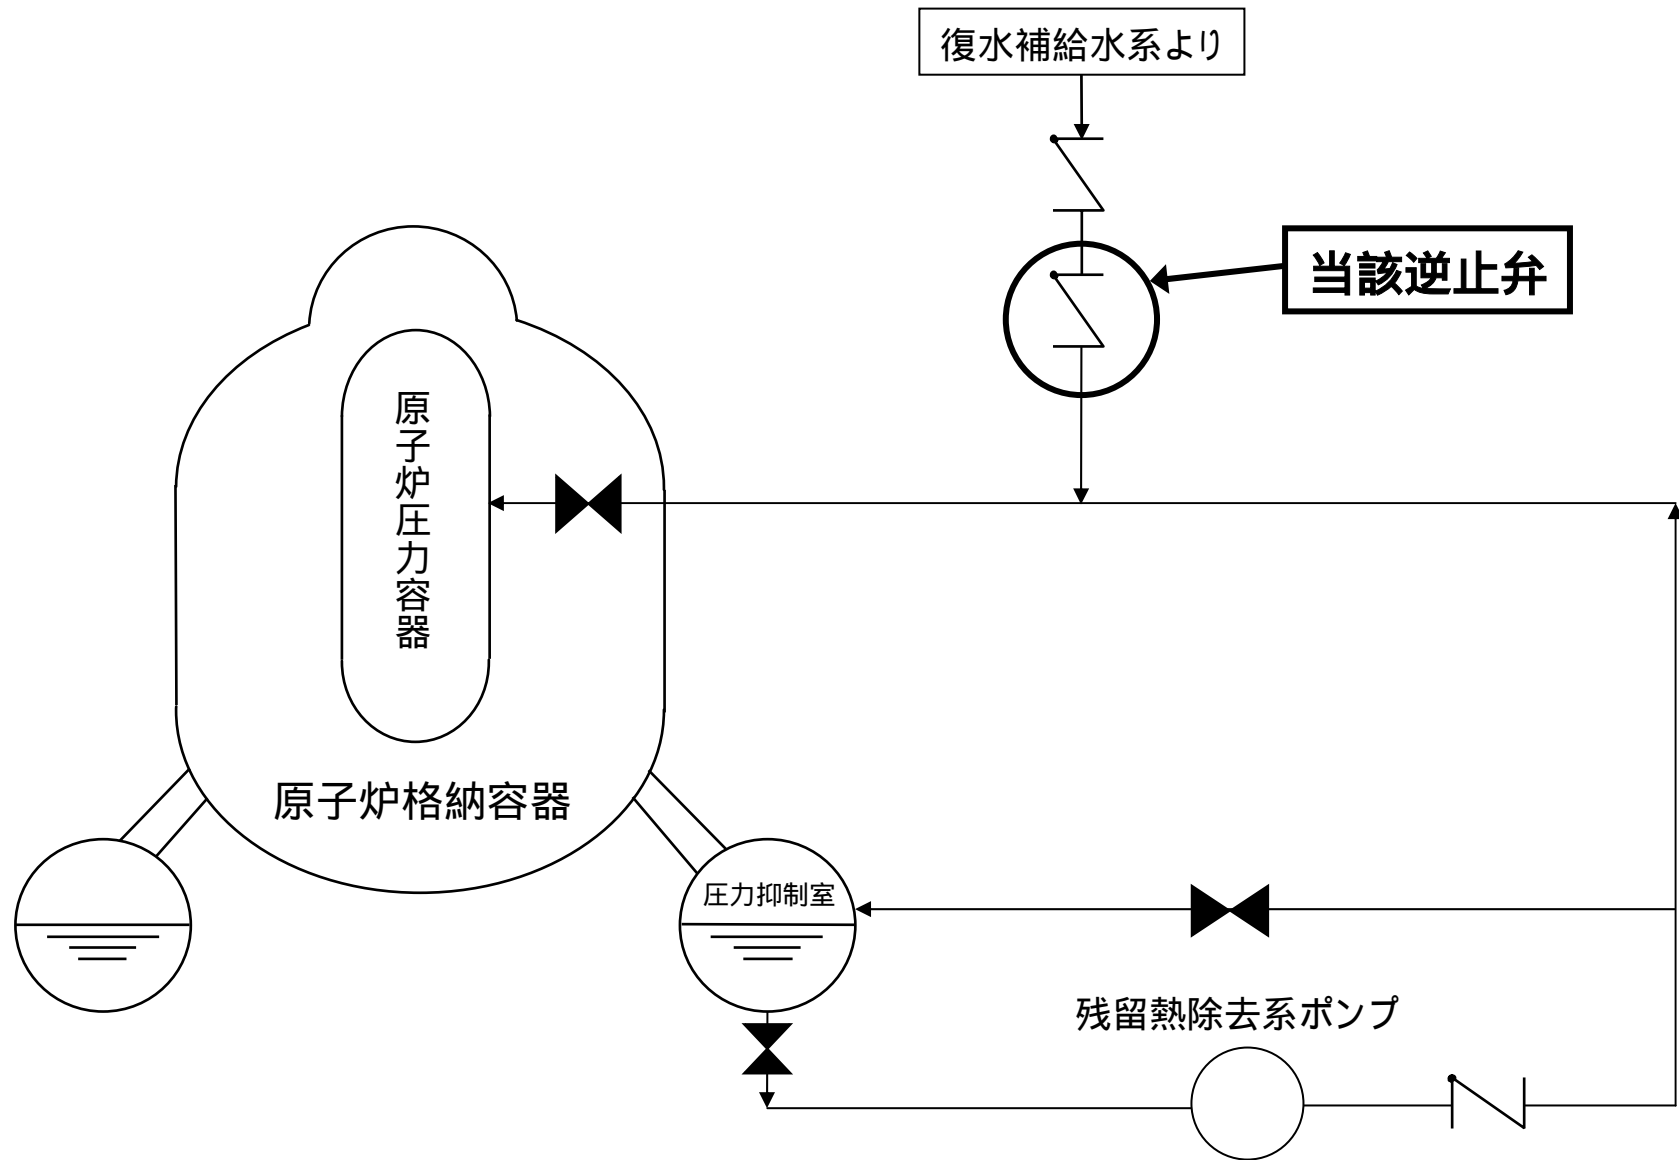 復水補給水系より
当該逆止弁
原子炉圧力容器
原子炉格納容器
圧力抑制室
残留熱除去系ポンプ